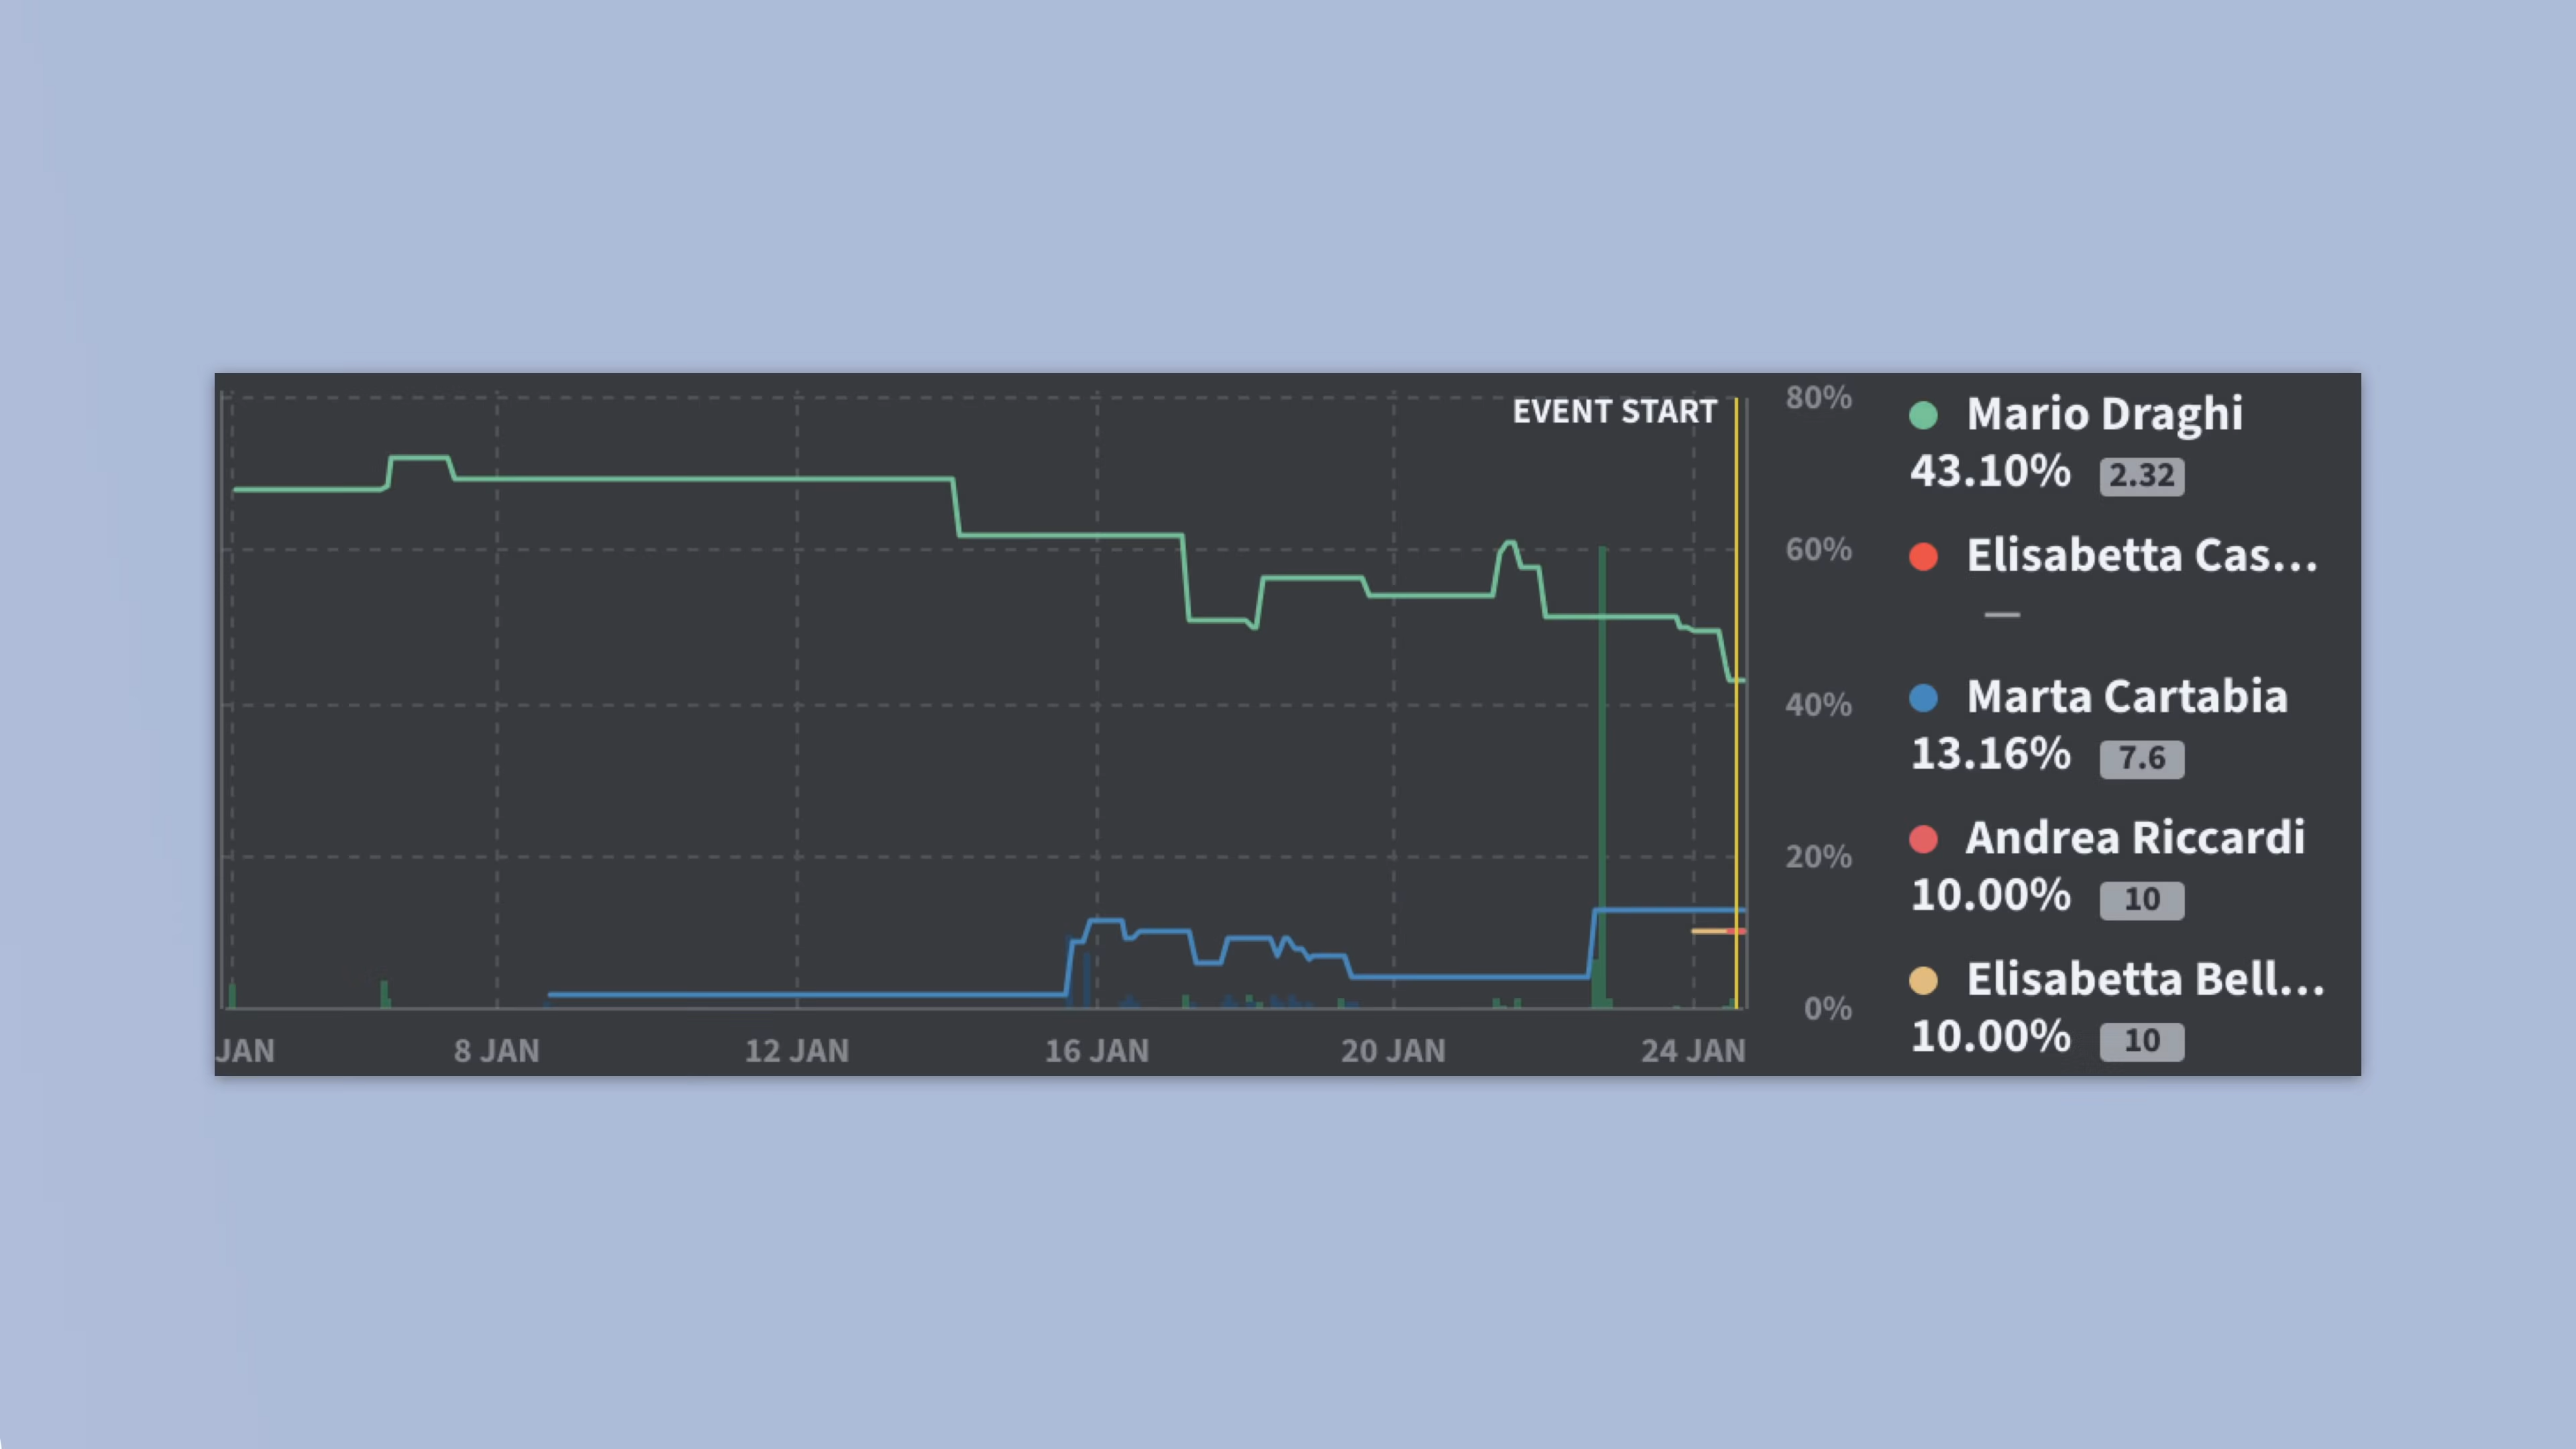 EVENT START
80%
60%
40%
20%
0%
JAN
8 JAN
12 JAN
16 JAN
20 JAN
24 JAN
Mario Draghi
43.10% 2.32
Elisabetta Cas...
—
Marta Cartabia
13.16% 7.6
Andrea Riccardi
10.00% 10
Elisabetta Bell...
10.00% 10